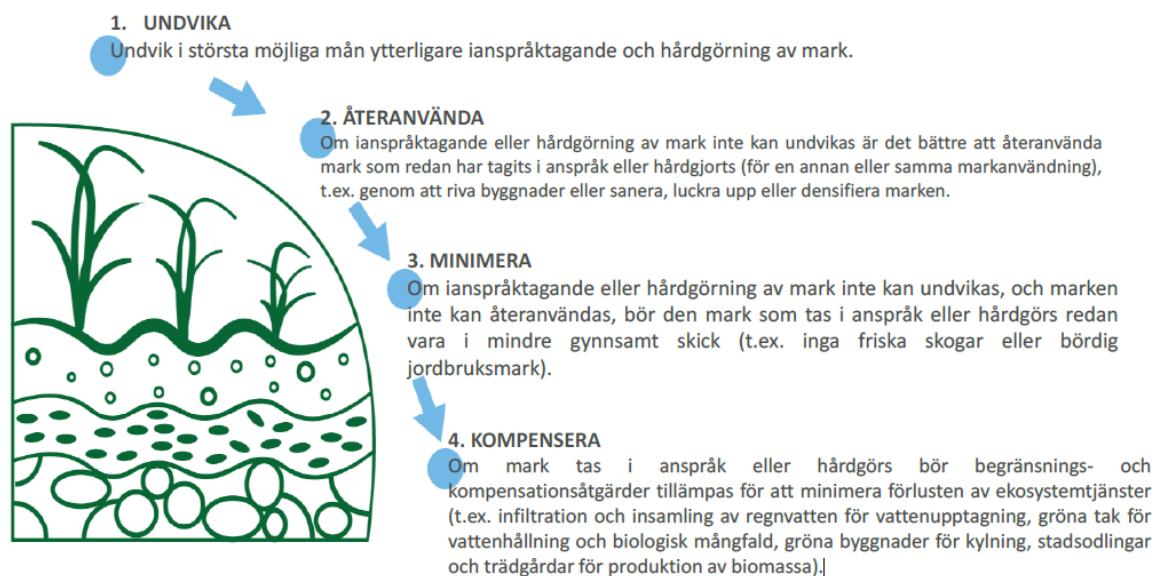 1. UNDVIKA
Undvik i största möjliga mån ytterligare ianspråktagande och hårdgörning av mark.
2. ÅTERANVÄNDA
Om ianspråktagande eller hårdgörning av mark inte kan undvikas är det bättre att återanvända
mark som redan har tagits i anspråk eller hårdgjorts (för en annan eller samma markanvändning),
t.ex. genom att riva byggnader eller sanera, luckra upp eller densifiera marken.
3. MINIMERA
Om ianspråktagande eller hårdgörning av mark inte kan undvikas, och marken
inte kan återanvändas, bör den mark som tas i anspråk eller hårdgörs redan
vara i mindre gynnsamt skick (t.ex. inga friska skogar eller bördig
jordbruksmark).
4. KOMPENSERA
Om mark tas i anspråk eller hårdgörs bör begränsnings- och
kompensationsåtgärder tillämpas för att minimera förlusten av ekosystemtjänster
(t.ex. infiltration och insamling av regnvatten för vattenupptagning, gröna tak för
vattenhållning och biologisk mångfald, gröna byggnader för kylning, stadsodlingar
och trädgårdar för produktion av biomassa).